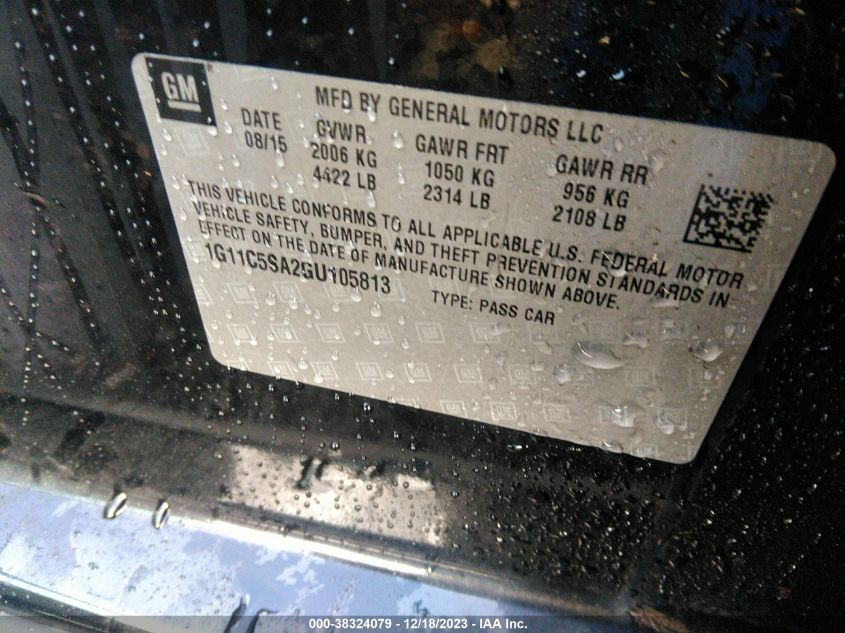 GM ®
MFD BY GENERAL MOTORS LLC
DATE GVWR GAWR FRT GAWR RR
08/15 2006 KG 1050 KG 956 KG
4422 LB 2314 LB 2108 LB
THIS VEHICLE CONFORMS TO ALL APPLICABLE U.S. FEDERAL MOTOR
VEHICLE SAFETY, BUMPER, AND THEFT PREVENTION STANDARDS IN
EFFECT ON THE DATE OF MANUFACTURE SHOWN ABOVE.
1G11C5SA2GU105813 TYPE: PASS CAR
000-38324079 - 12/18/2023 - IAA Inc.